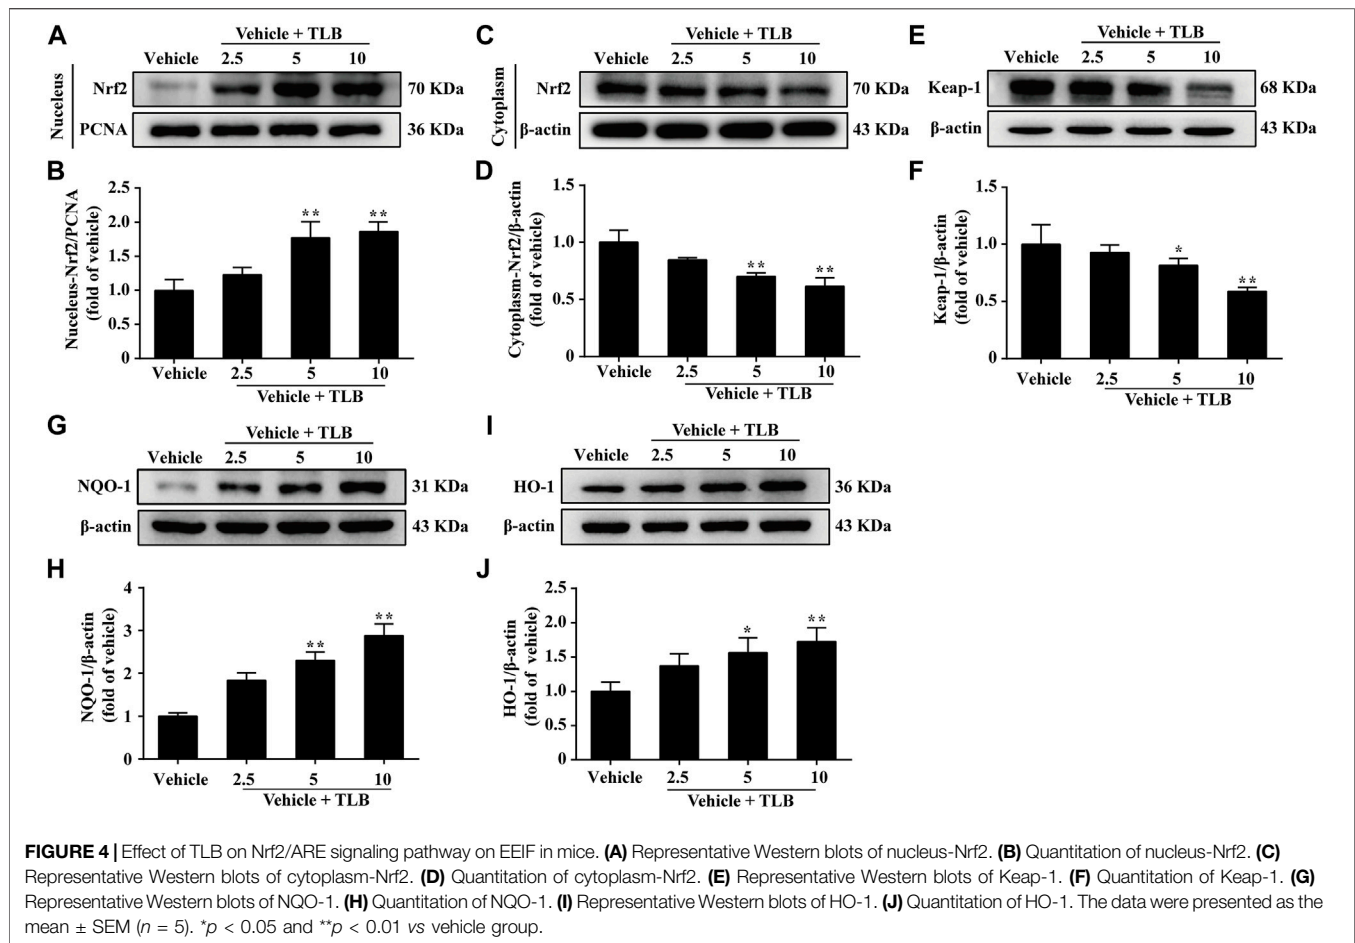 A
Vehicle + TLB
Vehicle 2.5 5 10
Nuceleus
Nrf2 70 KDa
PCNA 36 KDa
B
Nuceleus-Nrf2/PCNA
(fold of vehicle)
2.5
2.0
1.5
1.0
0.5
0
** **
Vehicle 2.5 5 10
Vehicle + TLB
C
Vehicle + TLB
Vehicle 2.5 5 10
Cytoplasm
Nrf2 70 KDa
β-actin 43 KDa
D
Cytoplasm-Nrf2/β-actin
(fold of vehicle)
1.5
1.0
0.5
0
** **
Vehicle 2.5 5 10
Vehicle + TLB
E
Vehicle + TLB
Vehicle 2.5 5 10
Keap-1 68 KDa
β-actin 43 KDa
F
Keap-1/β-actin
(fold of vehicle)
1.5
1.0
0.5
0
* **
Vehicle 2.5 5 10
Vehicle + TLB
G
Vehicle + TLB
Vehicle 2.5 5 10
NQO-1 31 KDa
β-actin 43 KDa
H
NQO-1/β-actin
(fold of vehicle)
4
3
2
1
0
** **
Vehicle 2.5 5 10
Vehicle + TLB
I
Vehicle + TLB
Vehicle 2.5 5 10
HO-1 36 KDa
β-actin 43 KDa
J
HO-1/β-actin
(fold of vehicle)
2.5
2.0
1.5
1.0
0.5
0
* **
Vehicle 2.5 5 10
Vehicle + TLB
FIGURE 4 | Effect of TLB on Nrf2/ARE signaling pathway on EEIF in mice. (A) Representative Western blots of nucleus-Nrf2. (B) Quantitation of nucleus-Nrf2. (C)
Representative Western blots of cytoplasm-Nrf2. (D) Quantitation of cytoplasm-Nrf2. (E) Representative Western blots of Keap-1. (F) Quantitation of Keap-1. (G)
Representative Western blots of NQO-1. (H) Quantitation of NQO-1. (I) Representative Western blots of HO-1. (J) Quantitation of HO-1. The data were presented as the
mean ± SEM (n = 5). *p < 0.05 and **p < 0.01 vs vehicle group.